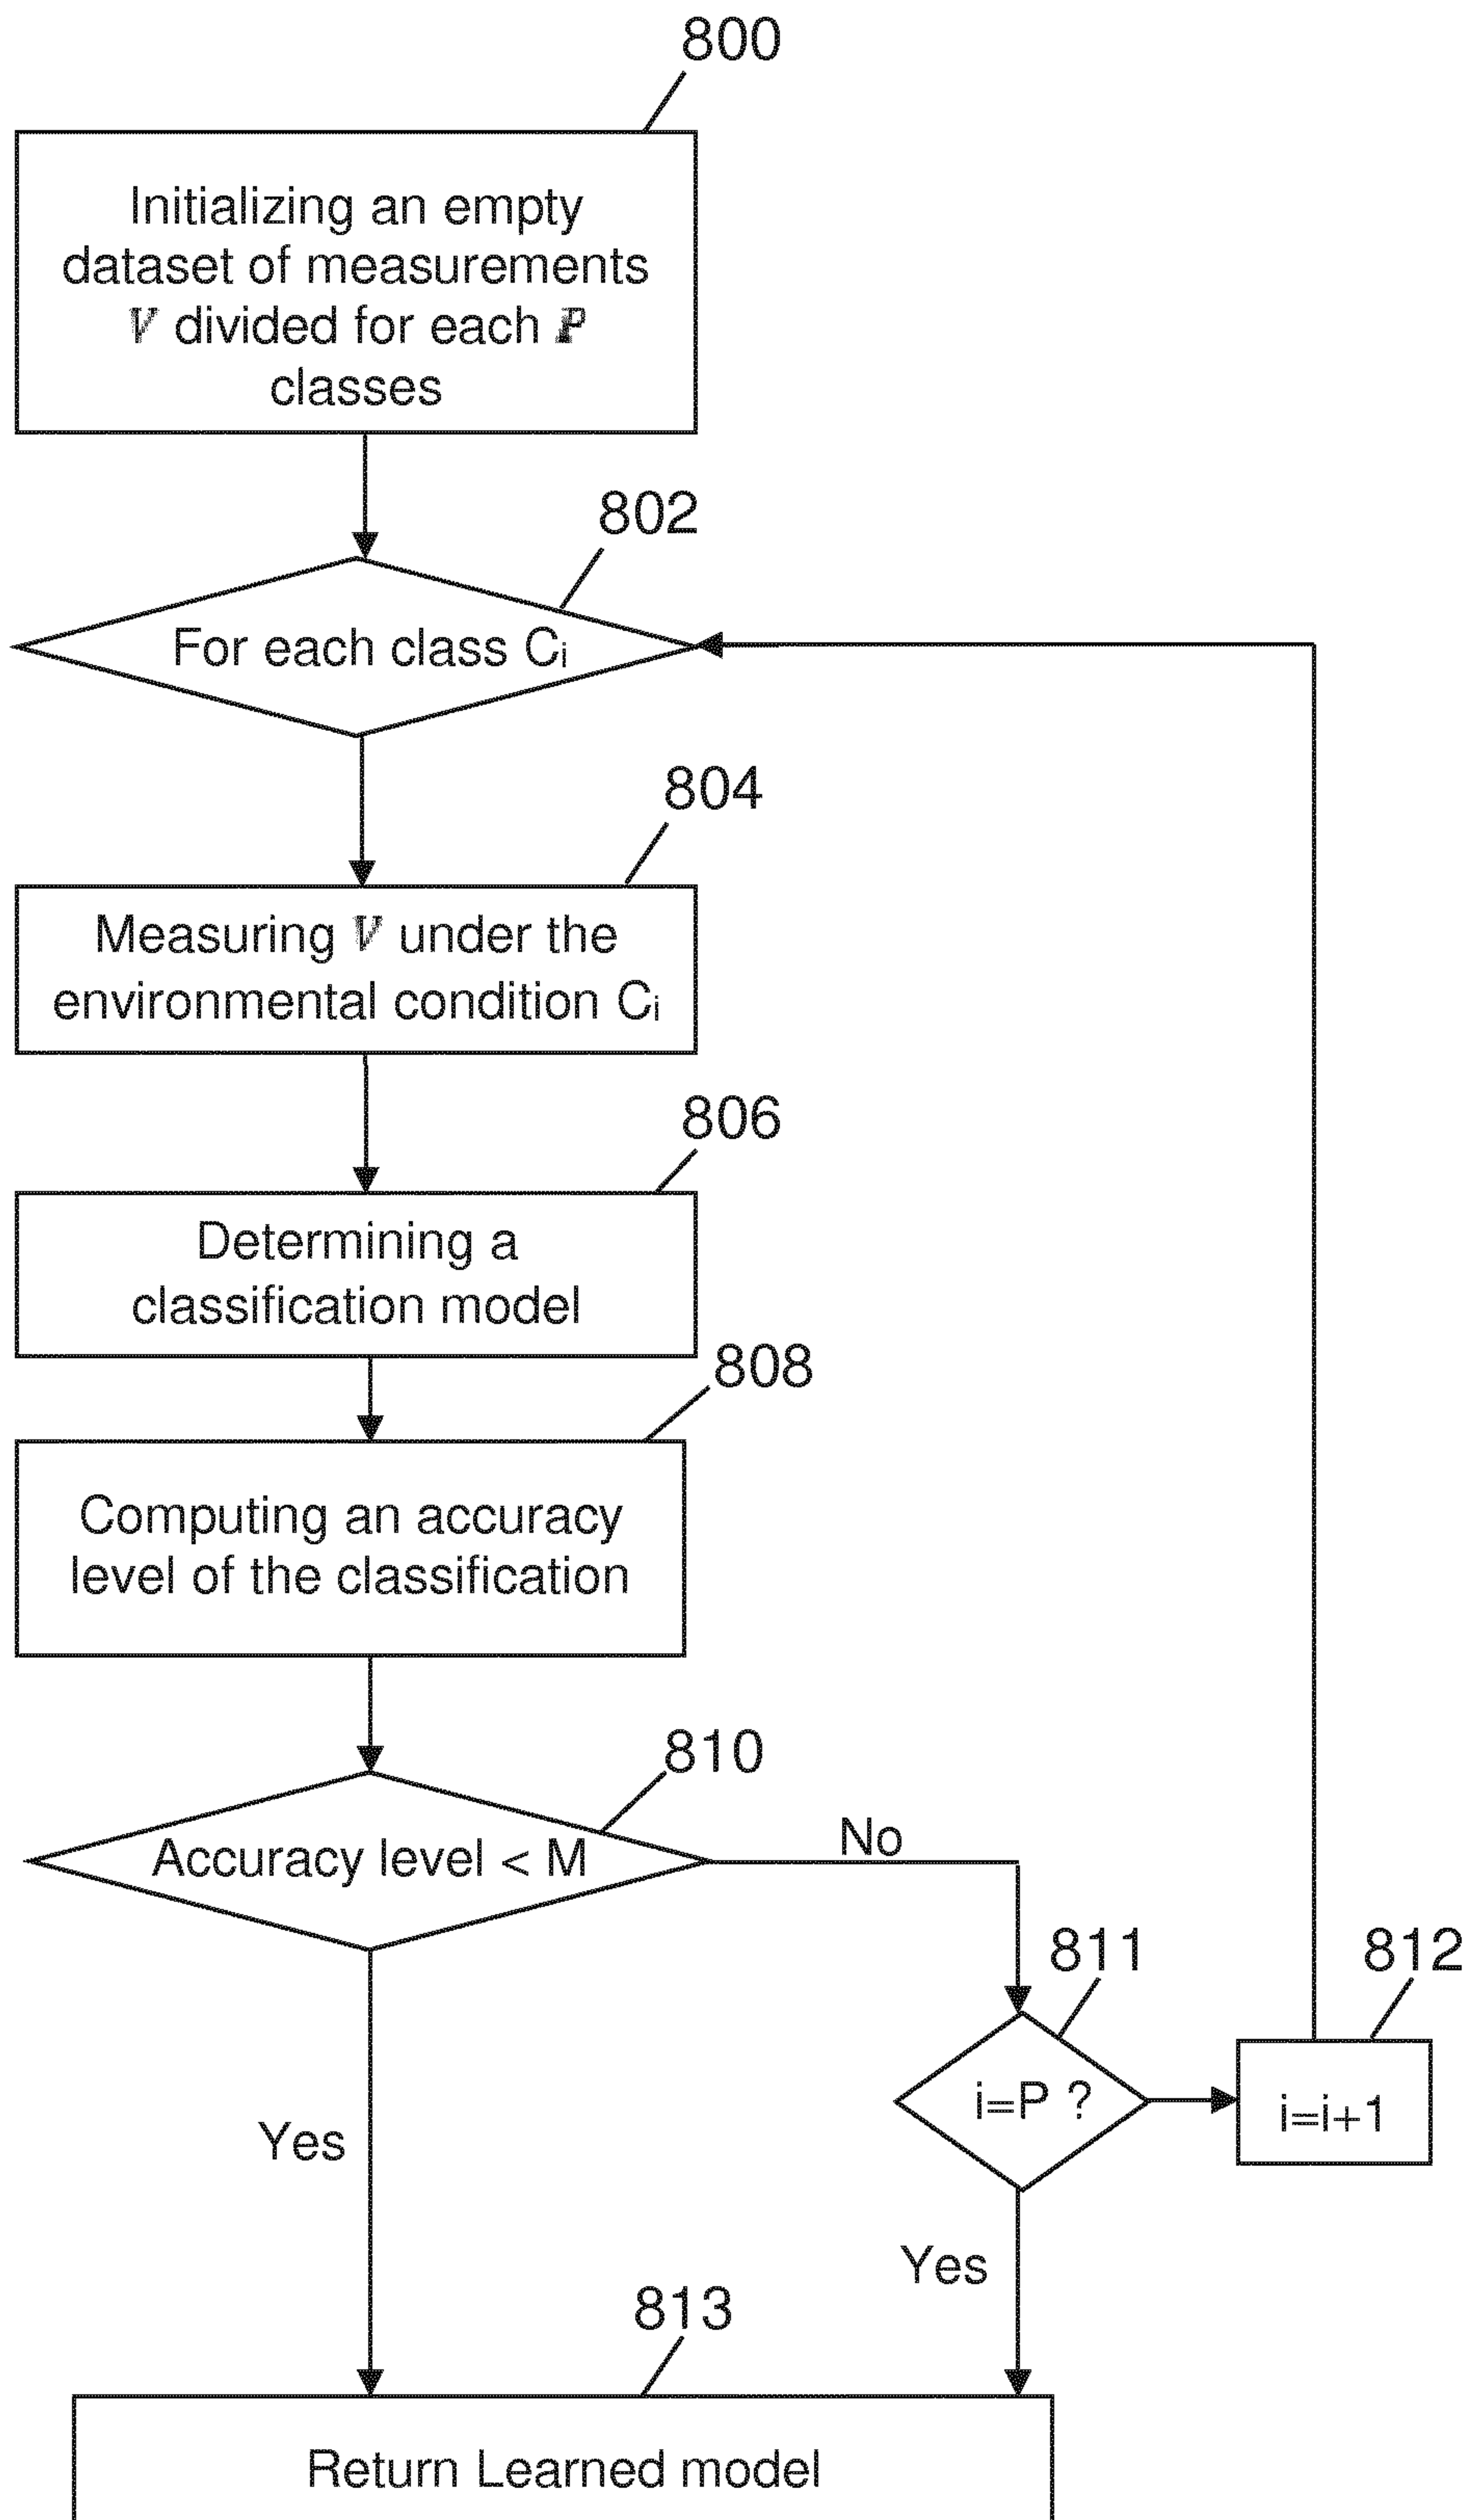 800
Initializing an empty
dataset of measurements
V divided for each P
classes
802
For each class Ci
804
Measuring V under the
environmental condition Ci
806
Determining a
classification model
808
Computing an accuracy
level of the classification
810
Accuracy level < M
No
811
812
i=P ?
i=i+1
Yes
Yes
813
Return Learned model